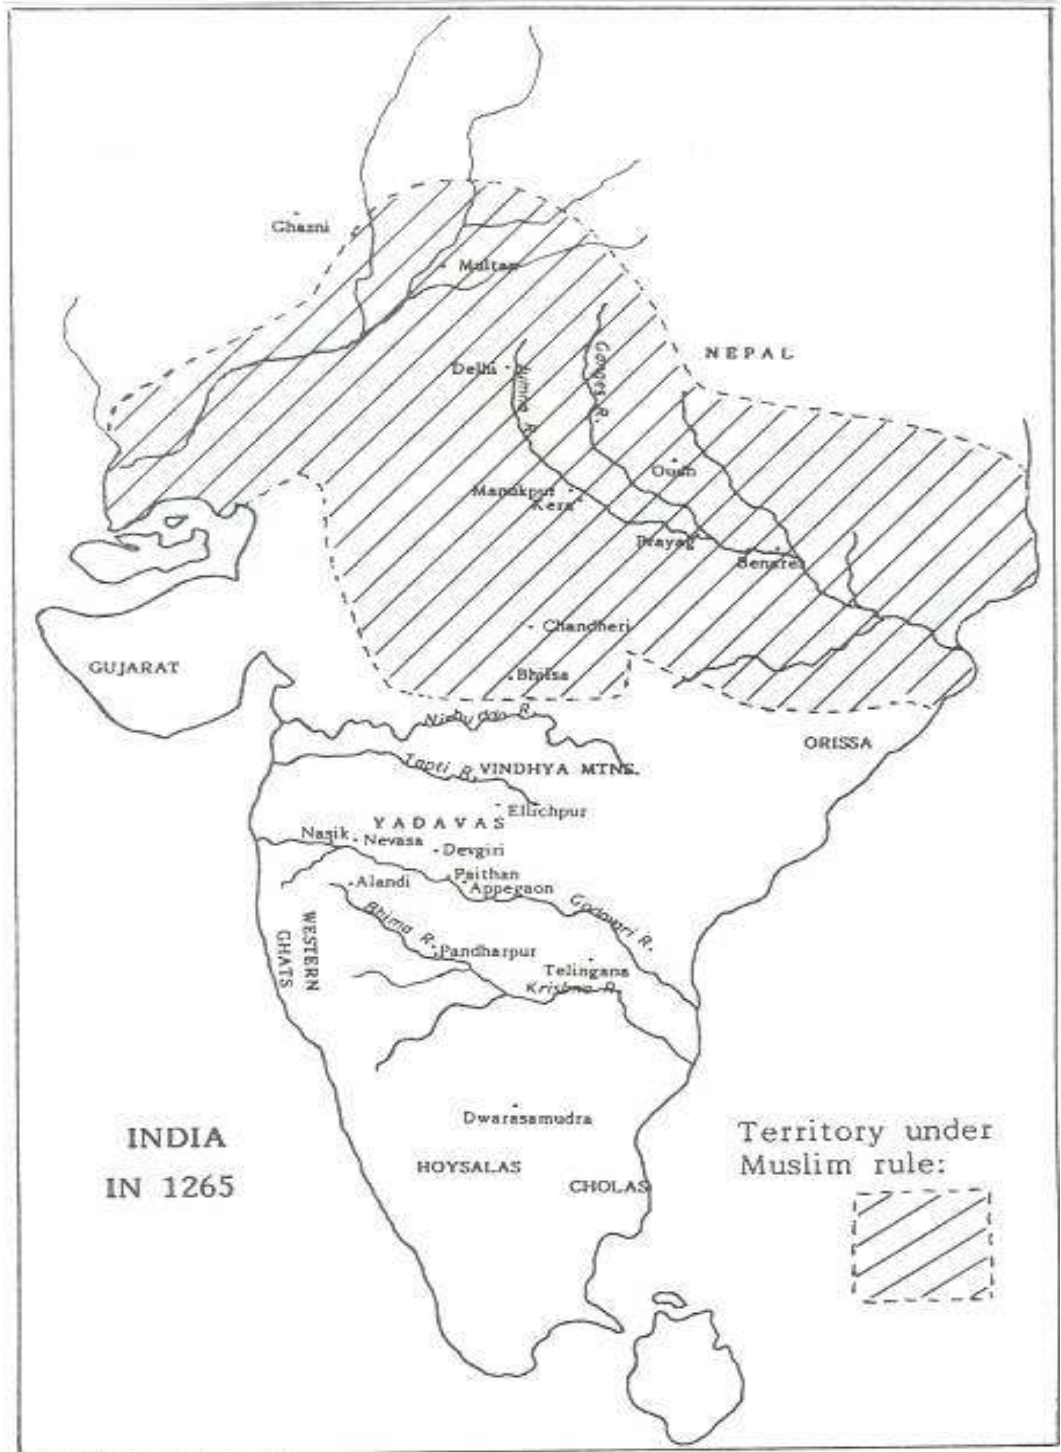 Ghazni
Multan
NEPAL
Delhi
Jumna R.
Ganges R.
Oudh
Manikpur
Kera
Prayag
Benares
Chandheri
Bhilsa
GUJARAT
ORISSA
Tapti R.
VINDHYA MTNS.
Ellichpur
YADAVAS
Nasik
Nevasa
Devgiri
Paithan
Alandi
Appegaon
Godavari R.
Bhima R.
WESTERN
GHATS
Pandharpur
Telingana
Krishna R.
Dwarasamudra
HOYSALAS
CHOLAS
INDIA
IN 1265
Territory under
Muslim rule: